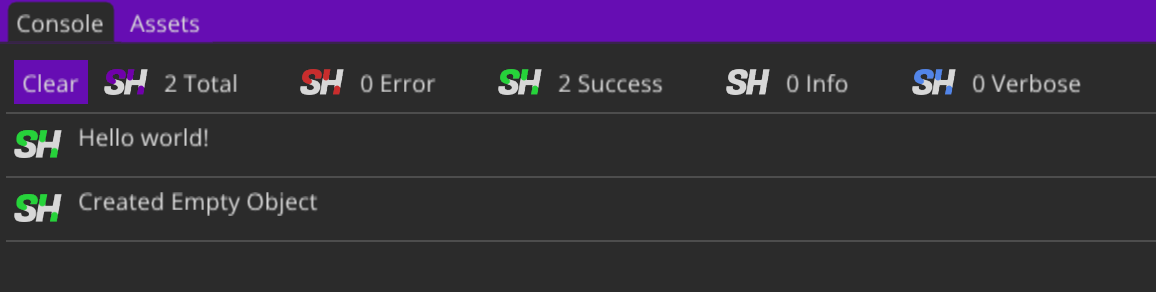 Console Assets
Clear SH 2 Total SH 0 Error SH 2 Success SH 0 Info SH 0 Verbose
SH Hello world!
SH Created Empty Object